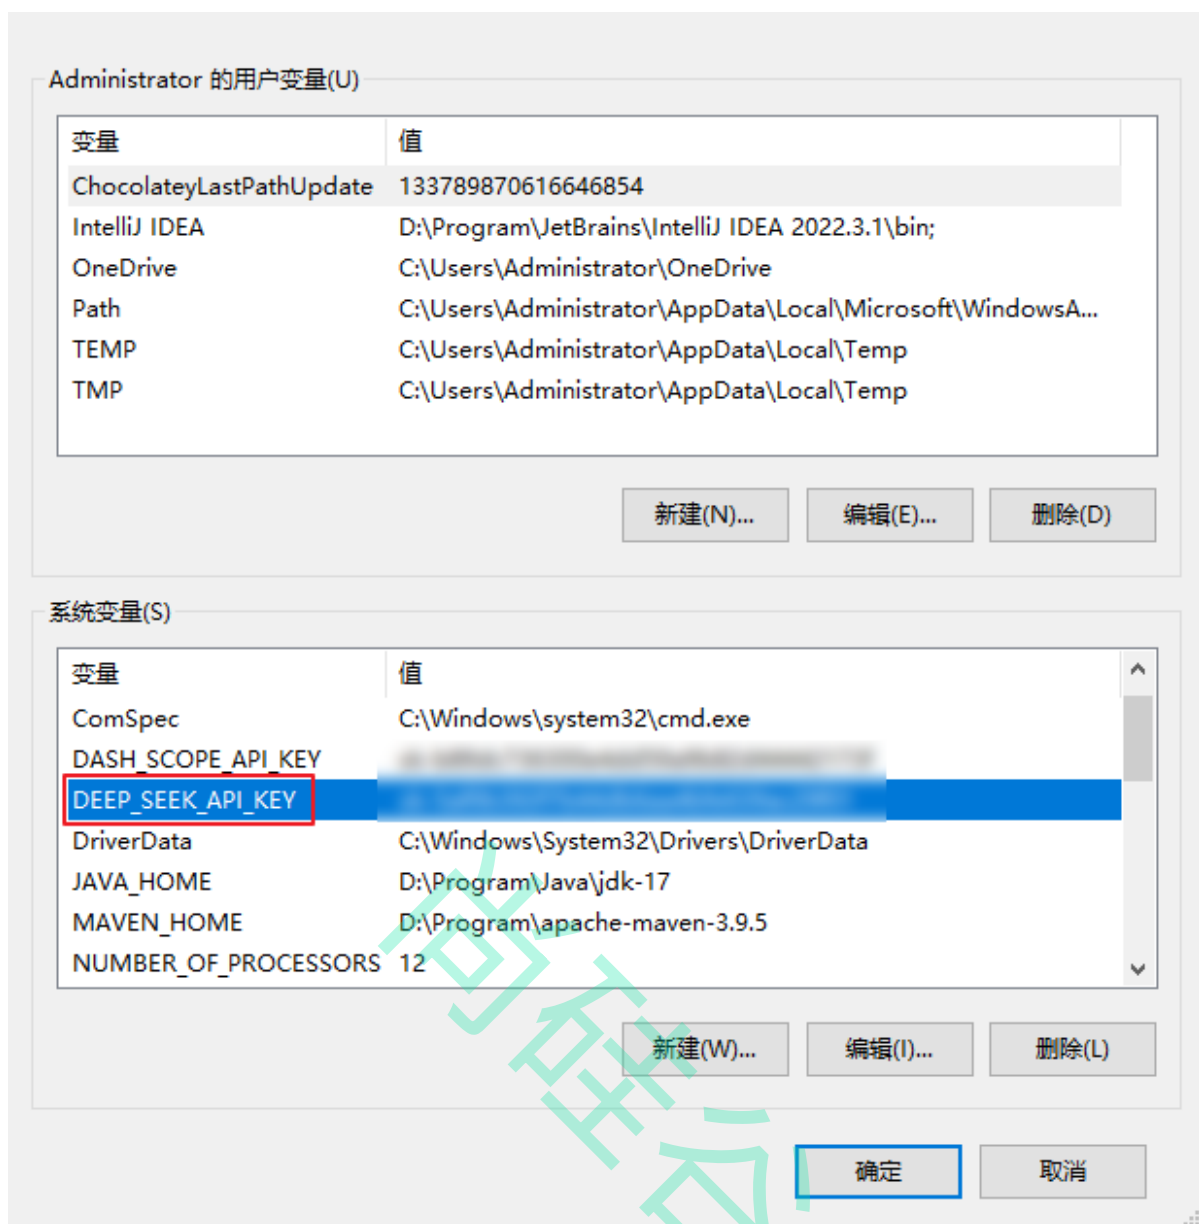 Administrator 的用户变量(U)
变量 值
ChocolateyLastPathUpdate 133789870616646854
IntelliJ IDEA D:\Program\JetBrains\IntelliJ IDEA 2022.3.1\bin;
OneDrive C:\Users\Administrator\OneDrive
Path C:\Users\Administrator\AppData\Local\Microsoft\WindowsA...
TEMP C:\Users\Administrator\AppData\Local\Temp
TMP C:\Users\Administrator\AppData\Local\Temp
新建(N)... 编辑(E)... 删除(D)
系统变量(S)
变量 值
ComSpec C:\Windows\system32\cmd.exe
DASH_SCOPE_API_KEY
DEEP_SEEK_API_KEY
DriverData C:\Windows\System32\Drivers\DriverData
JAVA_HOME D:\Program\Java\jdk-17
MAVEN_HOME D:\Program\apache-maven-3.9.5
NUMBER_OF_PROCESSORS 12
新建(W)... 编辑(I)... 删除(L)
确定 取消
尚硅谷